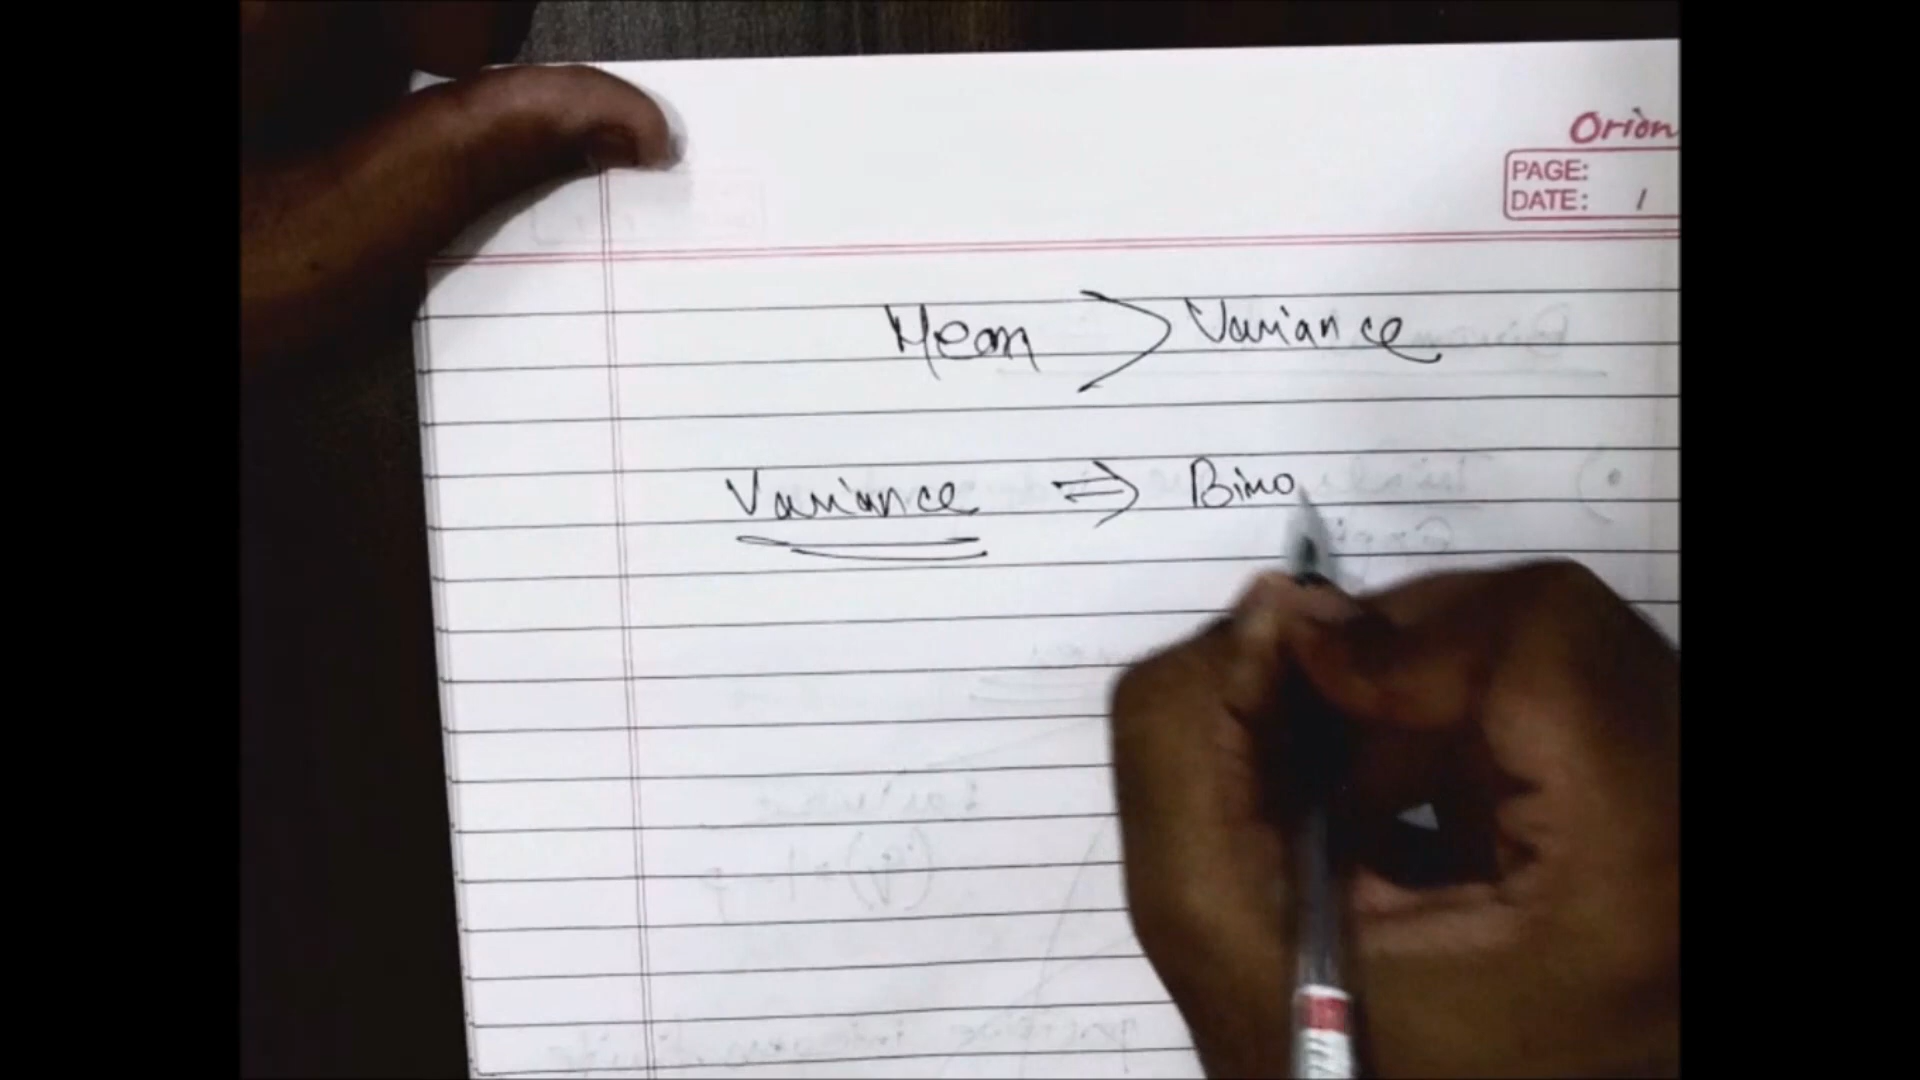 Orion
PAGE:
DATE: /
Mean > Variance
Variance ⇒ Bino